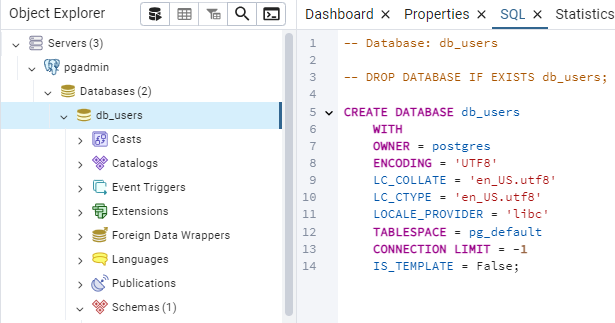 Object Explorer
Servers (3)
pgadmin
Databases (2)
db_users
Casts
Catalogs
Event Triggers
Extensions
Foreign Data Wrappers
Languages
Publications
Schemas (1)
Dashboard Properties SQL Statistics
1 -- Database: db_users
2
3 -- DROP DATABASE IF EXISTS db_users;
4
5 CREATE DATABASE db_users
6 WITH
7 OWNER = postgres
8 ENCODING = 'UTF8'
9 LC_COLLATE = 'en_US.utf8'
10 LC_CTYPE = 'en_US.utf8'
11 LOCALE_PROVIDER = 'libc'
12 TABLESPACE = pg_default
13 CONNECTION LIMIT = -1
14 IS_TEMPLATE = False;